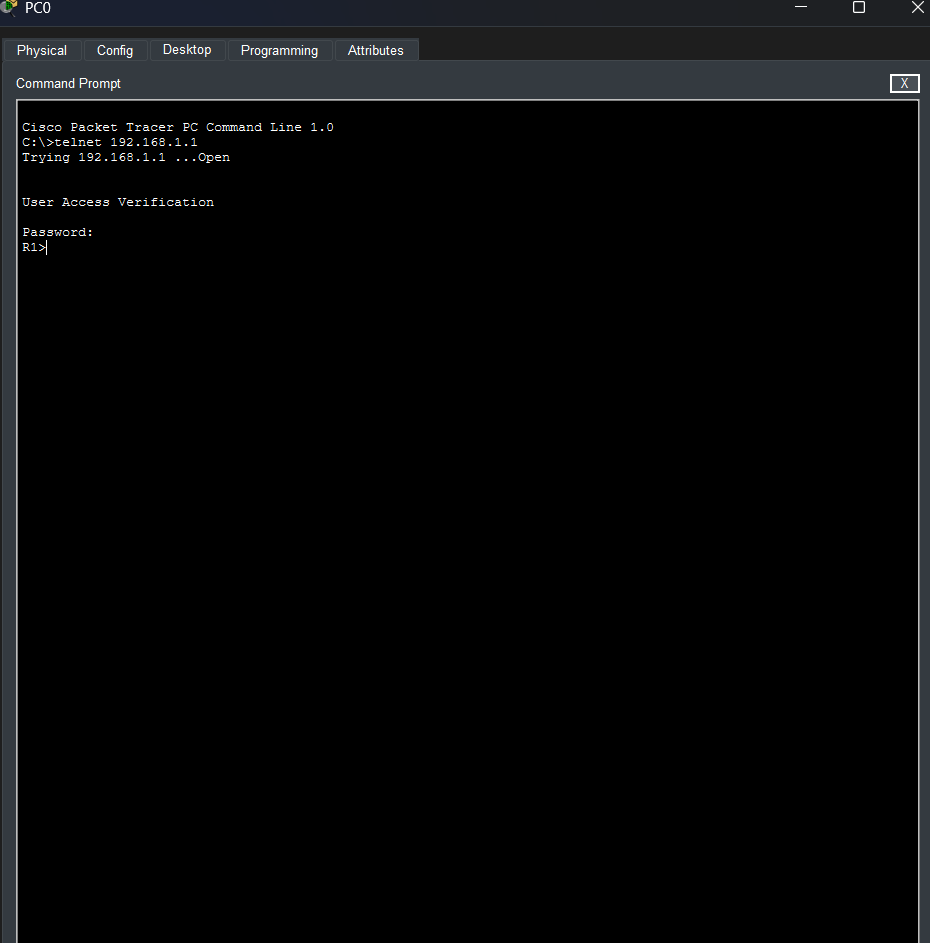 PC0
Physical Config Desktop Programming Attributes
Command Prompt X
Cisco Packet Tracer PC Command Line 1.0
C:\>telnet 192.168.1.1
Trying 192.168.1.1 ...Open
User Access Verification
Password:
R1>